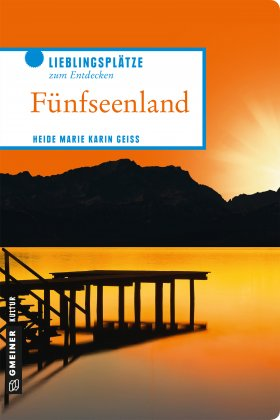 LIEBLINGSPLÄTZE
zum Entdecken
Fünfseenland
HEIDE MARIE KARIN GEISS
GMEINER KULTUR